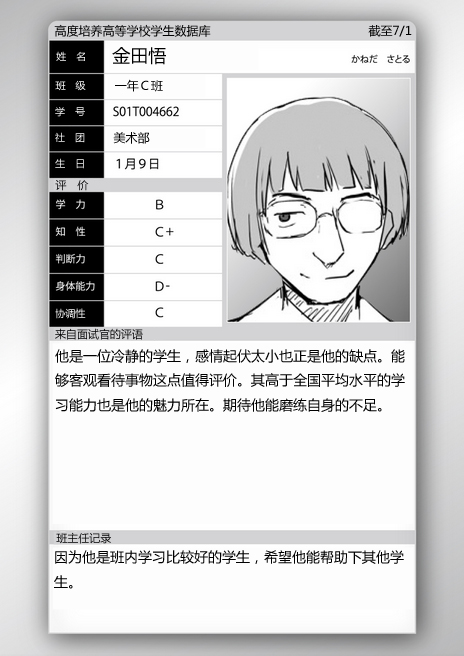 高度培养高等学校学生数据库 截至7/1
姓 名 金田悟 かねだ さとる
班 级 一年C班
学 号 S01T004662
社 团 美术部
生 日 1月9日
评 价
学 力 B
知 性 C+
判断力 C
身体能力 D-
协调性 C
来自面试官的评语
他是一位冷静的学生，感情起伏太小也正是他的缺点。能
够客观看待事物这点值得评价。其高于全国平均水平的学
习能力也是他的魅力所在。期待他能磨练自身的不足。
班主任记录
因为他是班内学习比较好的学生，希望他能帮助下其他学
生。